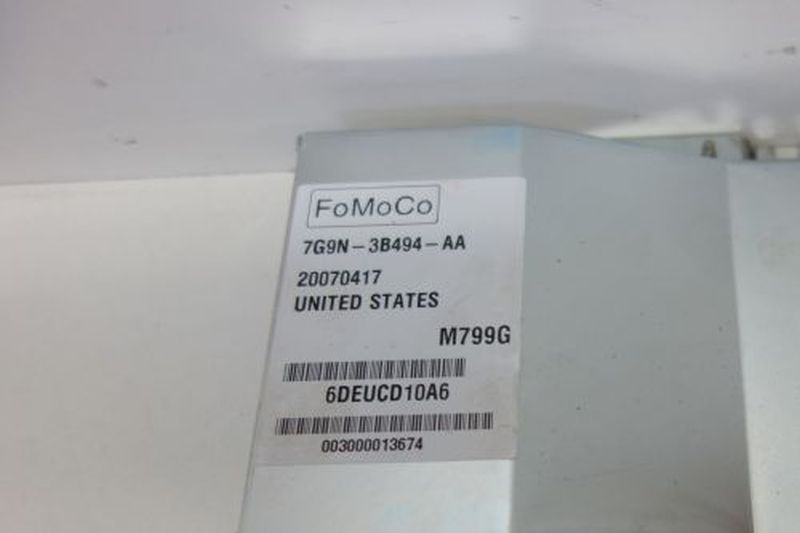 FoMoCo
7G9N-3B494-AA
20070417
UNITED STATES
M799G
6DEUCD10A6
003000013674